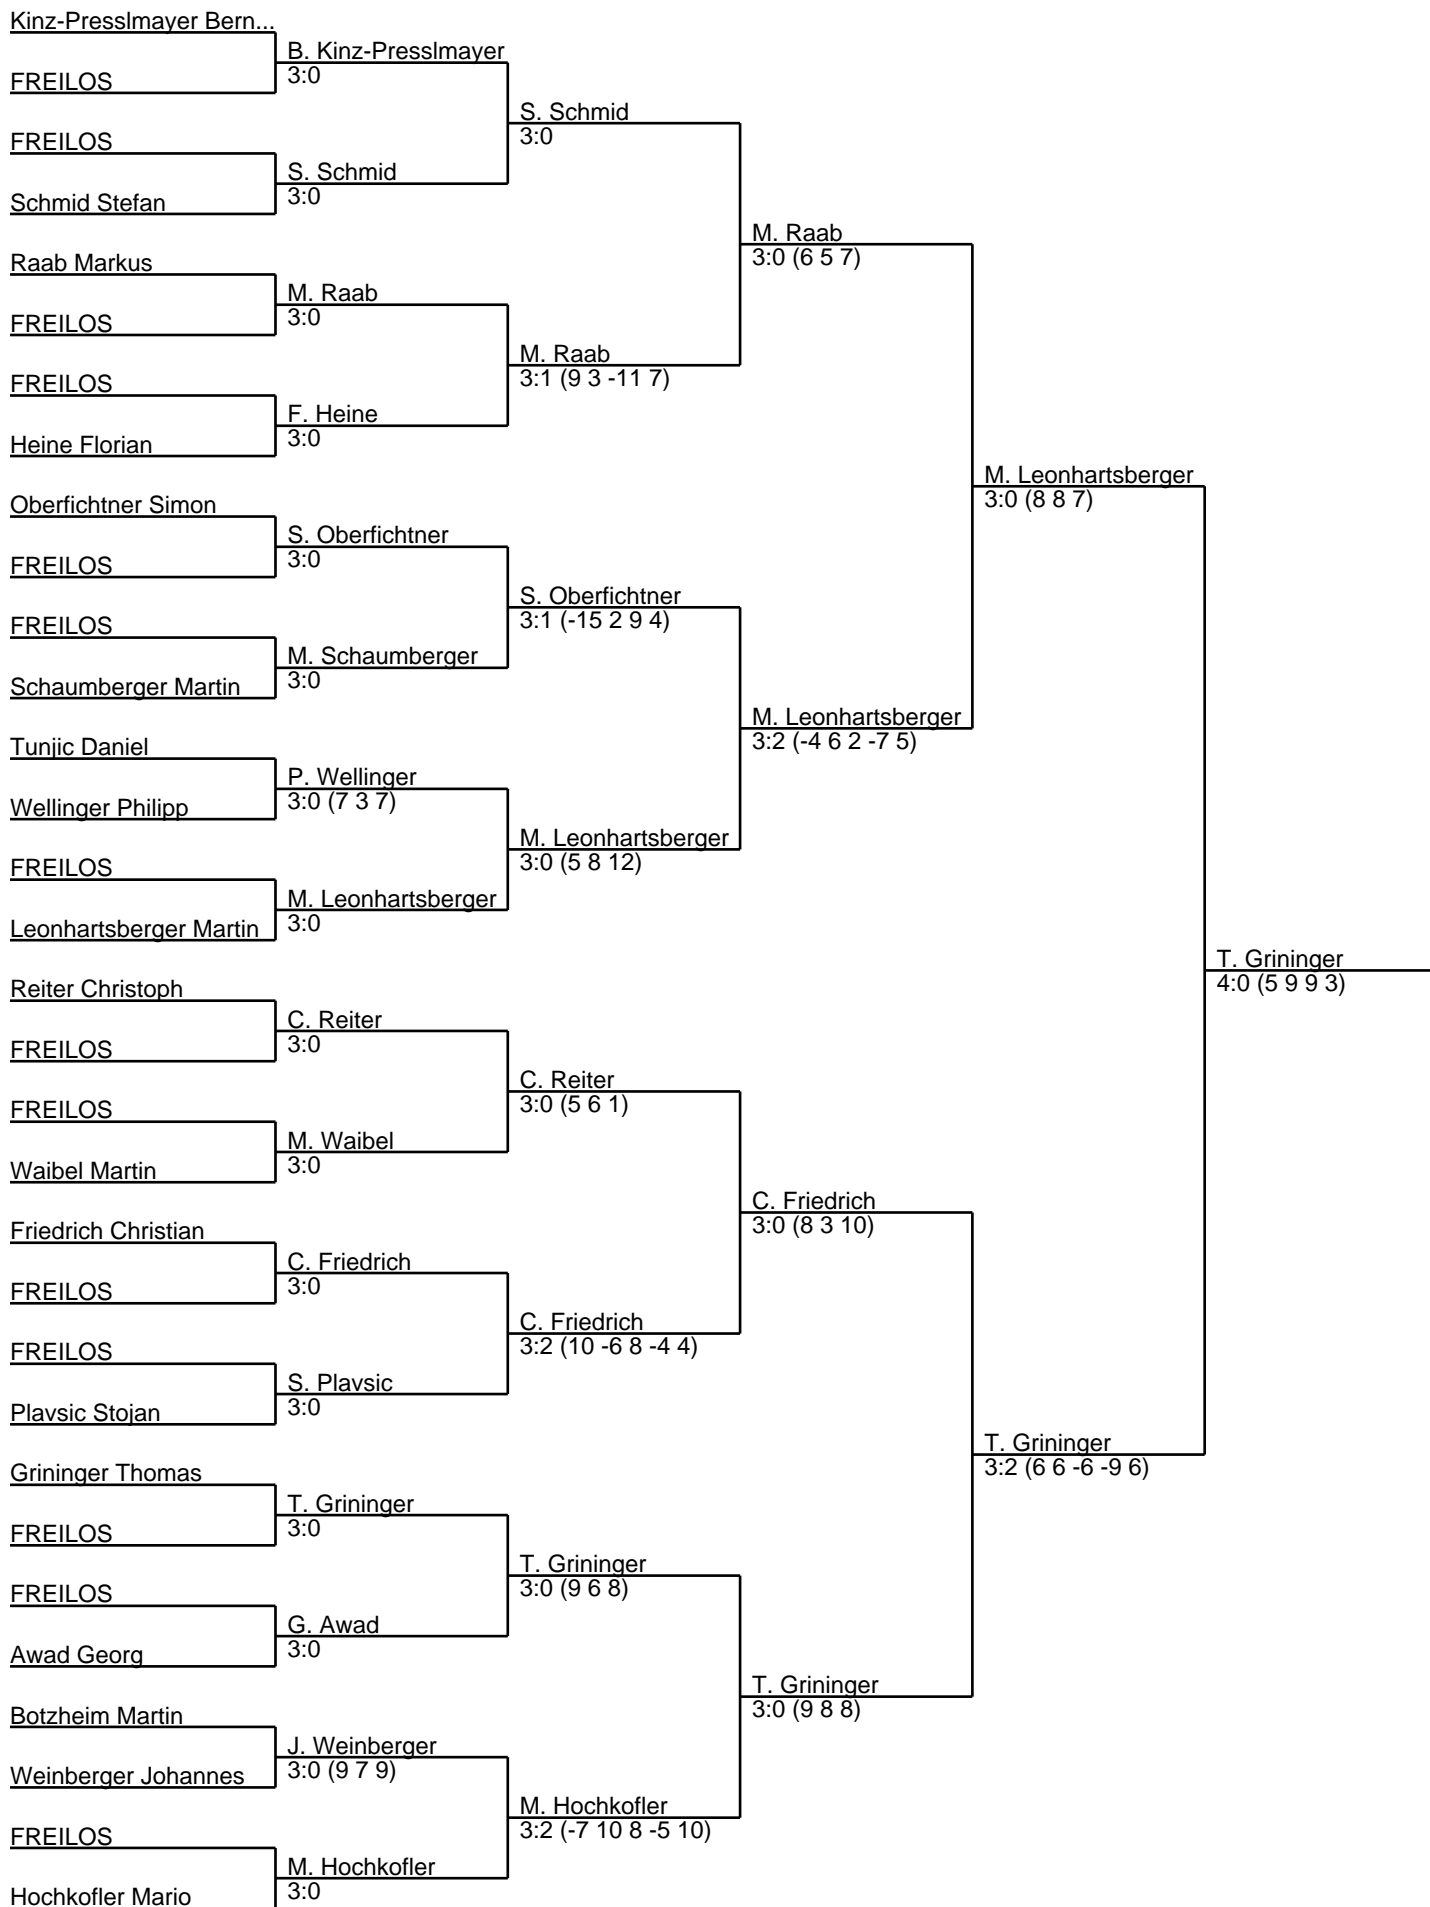 Kinz-Presslmayer Bern...
FREILOS
FREILOS
Schmid Stefan
Raab Markus
FREILOS
FREILOS
Heine Florian
Oberfichtner Simon
FREILOS
FREILOS
Schaumberger Martin
Tunjic Daniel
Wellinger Philipp
FREILOS
Leonhartsberger Martin
Reiter Christoph
FREILOS
FREILOS
Waibel Martin
Friedrich Christian
FREILOS
FREILOS
Plavsic Stojan
Grininger Thomas
FREILOS
FREILOS
Awad Georg
Botzheim Martin
Weinberger Johannes
FREILOS
Hochkofler Mario
B. Kinz-Presslmayer
3:0
S. Schmid
3:0
M. Raab
3:0
F. Heine
3:0
S. Oberfichtner
3:0
M. Schaumberger
3:0
P. Wellinger
3:0 (7 3 7)
M. Leonhartsberger
3:0
C. Reiter
3:0
M. Waibel
3:0
C. Friedrich
3:0
S. Plavsic
3:0
T. Grininger
3:0
G. Awad
3:0
J. Weinberger
3:0 (9 7 9)
M. Hochkofler
3:0
S. Schmid
3:0
M. Raab
3:1 (9 3 -11 7)
S. Oberfichtner
3:1 (-15 2 9 4)
M. Leonhartsberger
3:0 (5 8 12)
C. Reiter
3:0 (5 6 1)
C. Friedrich
3:2 (10 -6 8 -4 4)
T. Grininger
3:0 (9 6 8)
M. Hochkofler
3:2 (-7 10 8 -5 10)
M. Raab
3:0 (6 5 7)
M. Leonhartsberger
3:2 (-4 6 2 -7 5)
C. Friedrich
3:0 (8 3 10)
T. Grininger
3:0 (9 8 8)
M. Leonhartsberger
3:0 (8 8 7)
T. Grininger
3:2 (6 6 -6 -9 6)
T. Grininger
4:0 (5 9 9 3)